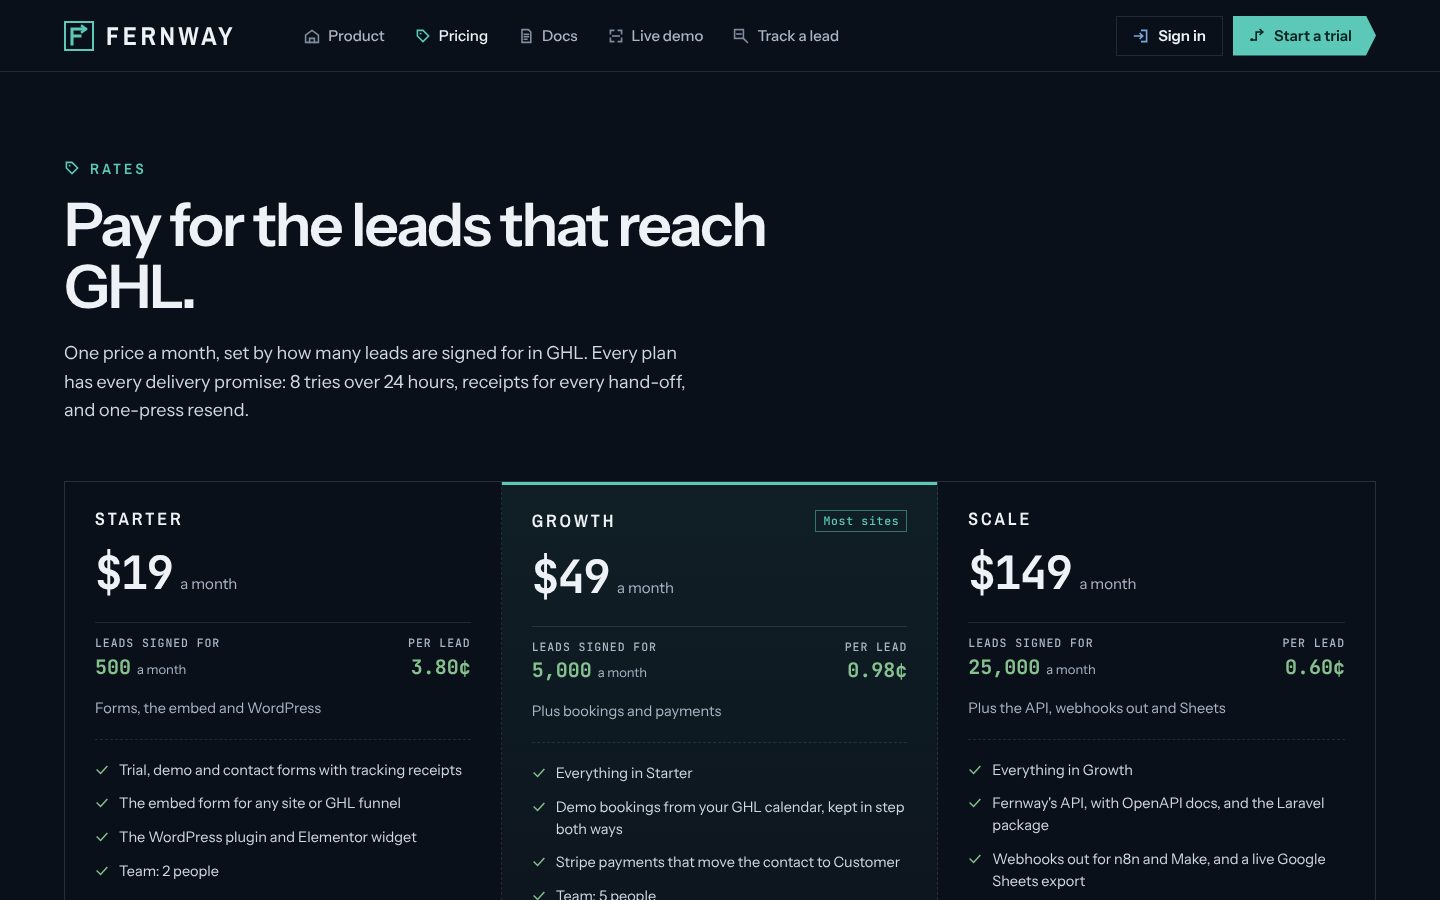 FERNWAY
Product
Pricing
Docs
Live demo
Track a lead
Sign in
Start a trial
RATES
Pay for the leads that reach
GHL.
One price a month, set by how many leads are signed for in GHL. Every plan
has every delivery promise: 8 tries over 24 hours, receipts for every hand-off,
and one-press resend.
STARTER
$19 a month
LEADS SIGNED FOR PER LEAD
500 a month 3.80¢
Forms, the embed and WordPress
Trial, demo and contact forms with tracking receipts
The embed form for any site or GHL funnel
The WordPress plugin and Elementor widget
Team: 2 people
GROWTH Most sites
$49 a month
LEADS SIGNED FOR PER LEAD
5,000 a month 0.98¢
Plus bookings and payments
Everything in Starter
Demo bookings from your GHL calendar, kept in step
both ways
Stripe payments that move the contact to Customer
Team: 5 people
SCALE
$149 a month
LEADS SIGNED FOR PER LEAD
25,000 a month 0.60¢
Plus the API, webhooks out and Sheets
Everything in Growth
Fernway's API, with OpenAPI docs, and the Laravel
package
Webhooks out for n8n and Make, and a live Google
Sheets export